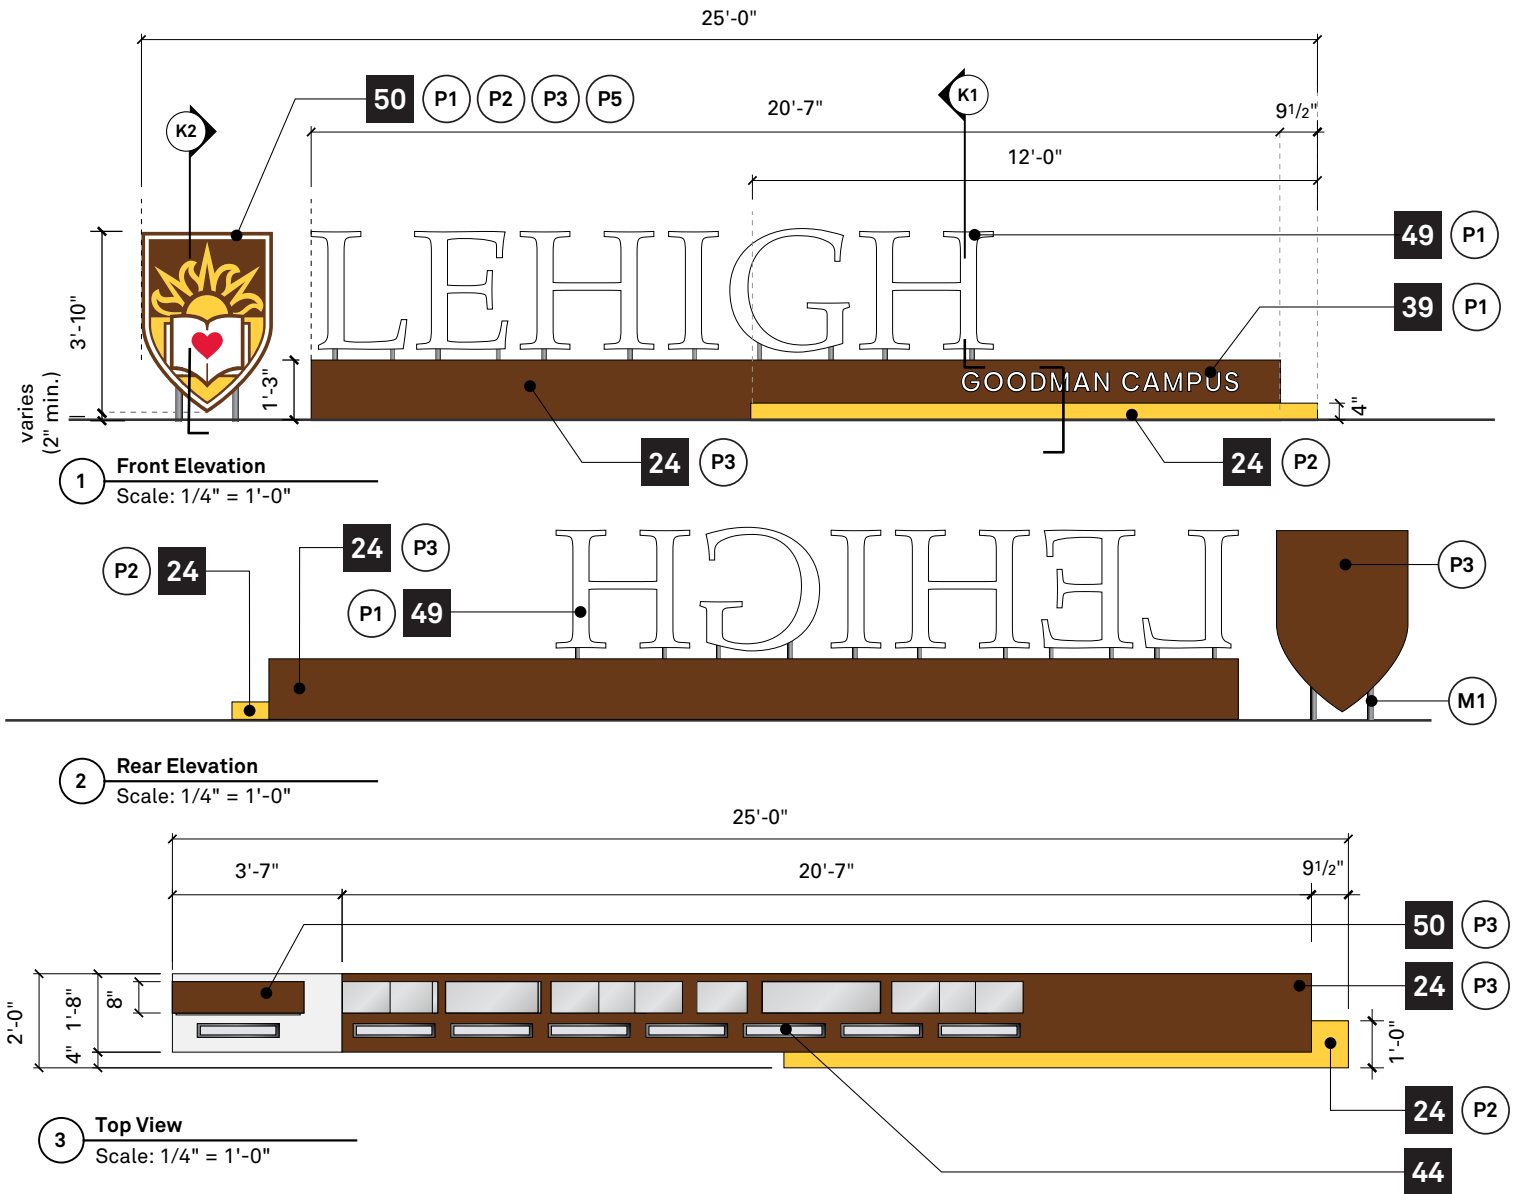 25'-0"
50 P1 P2 P3 P5
K2
K1
20'-7"
9 1/2"
12'-0"
49 P1
39 P1
3'-10"
1'-3"
varies
(2" min.)
LEHIGH
GOODMAN CAMPUS
4"
24 P3
24 P2
1 Front Elevation
Scale: 1/4" = 1'-0"
P2 24
24 P3
P1 49
LEHIGH
P3
M1
2 Rear Elevation
Scale: 1/4" = 1'-0"
25'-0"
3'-7"
20'-7"
9 1/2"
50 P3
24 P3
2'-0"
1'-8"
4"
8"
1'-0"
24 P2
44
3 Top View
Scale: 1/4" = 1'-0"